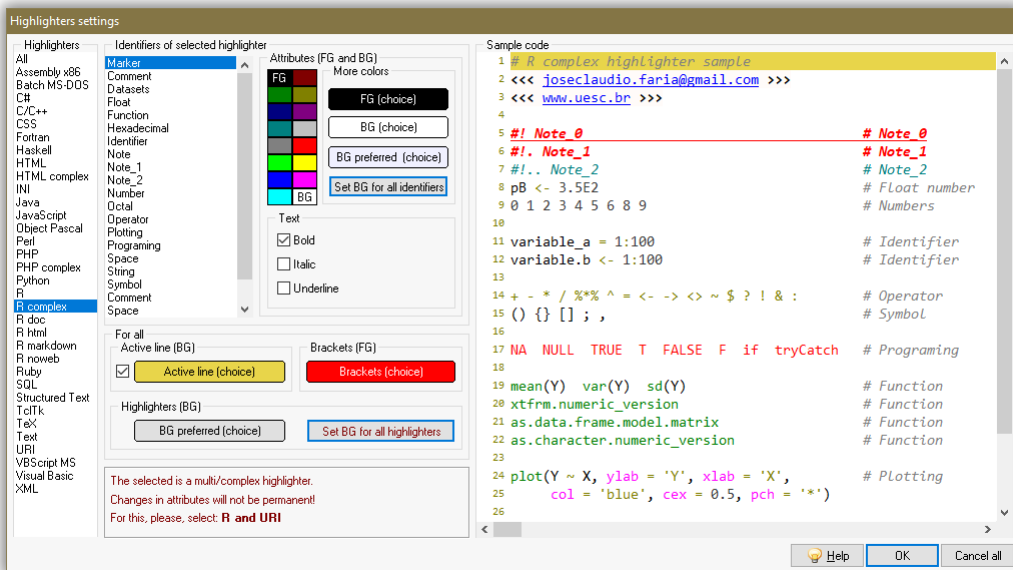 Highlighters settings
Highlighters
All
Assembly x86
Batch MS-DOS
C#
C/C++
CSS
Fortran
Haskell
HTML
HTML complex
INI
Java
JavaScript
Object Pascal
Perl
PHP
PHP complex
Python
R
R complex
R doc
R html
R markdown
R noweb
Ruby
SQL
Structured Text
TclTk
TeX
Text
URI
VBScript MS
Visual Basic
XML
Identifiers of selected highlighter
Marker
Comment
Datasets
Float
Function
Hexadecimal
Identifier
Note
Note_1
Note_2
Number
Octal
Operator
Plotting
Programing
Space
String
Symbol
Comment
Space
Attributes (FG and BG)
FG
BG
More colors
FG (choice)
BG (choice)
BG preferred (choice)
Set BG for all identifiers
Text
Bold
Italic
Underline
For all
Active line (BG)
Active line (choice)
Brackets (FG)
Brackets (choice)
Highlighters (BG)
BG preferred (choice)
Set BG for all highlighters
The selected is a multi/complex highlighter.
Changes in attributes will not be permanent!
For this, please, select: R and URI
Sample code
1 # R complex highlighter sample
2 <<< joseclaudio.faria@gmail.com >>>
3 <<< www.uesc.br >>>
4
5 #! Note_0 # Note_0
6 #!. Note_1 # Note_1
7 #!.. Note_2 # Note_2
8 pB <- 3.5E2 # Float number
9 0 1 2 3 4 5 6 8 9 # Numbers
10
11 variable_a = 1:100 # Identifier
12 variable.b <- 1:100 # Identifier
13
14 + - * / %*% ^ = <- -> <> ~ $ ? ! & : # Operator
15 () {} [] ; , # Symbol
16
17 NA NULL TRUE T FALSE F if tryCatch # Programing
18
19 mean(Y) var(Y) sd(Y) # Function
20 xtfrm.numeric_version # Function
21 as.data.frame.model.matrix # Function
22 as.character.numeric_version # Function
23
24 plot(Y ~ X, ylab = 'Y', xlab = 'X', # Plotting
25 col = 'blue', cex = 0.5, pch = '*')
26
Help
OK
Cancel all